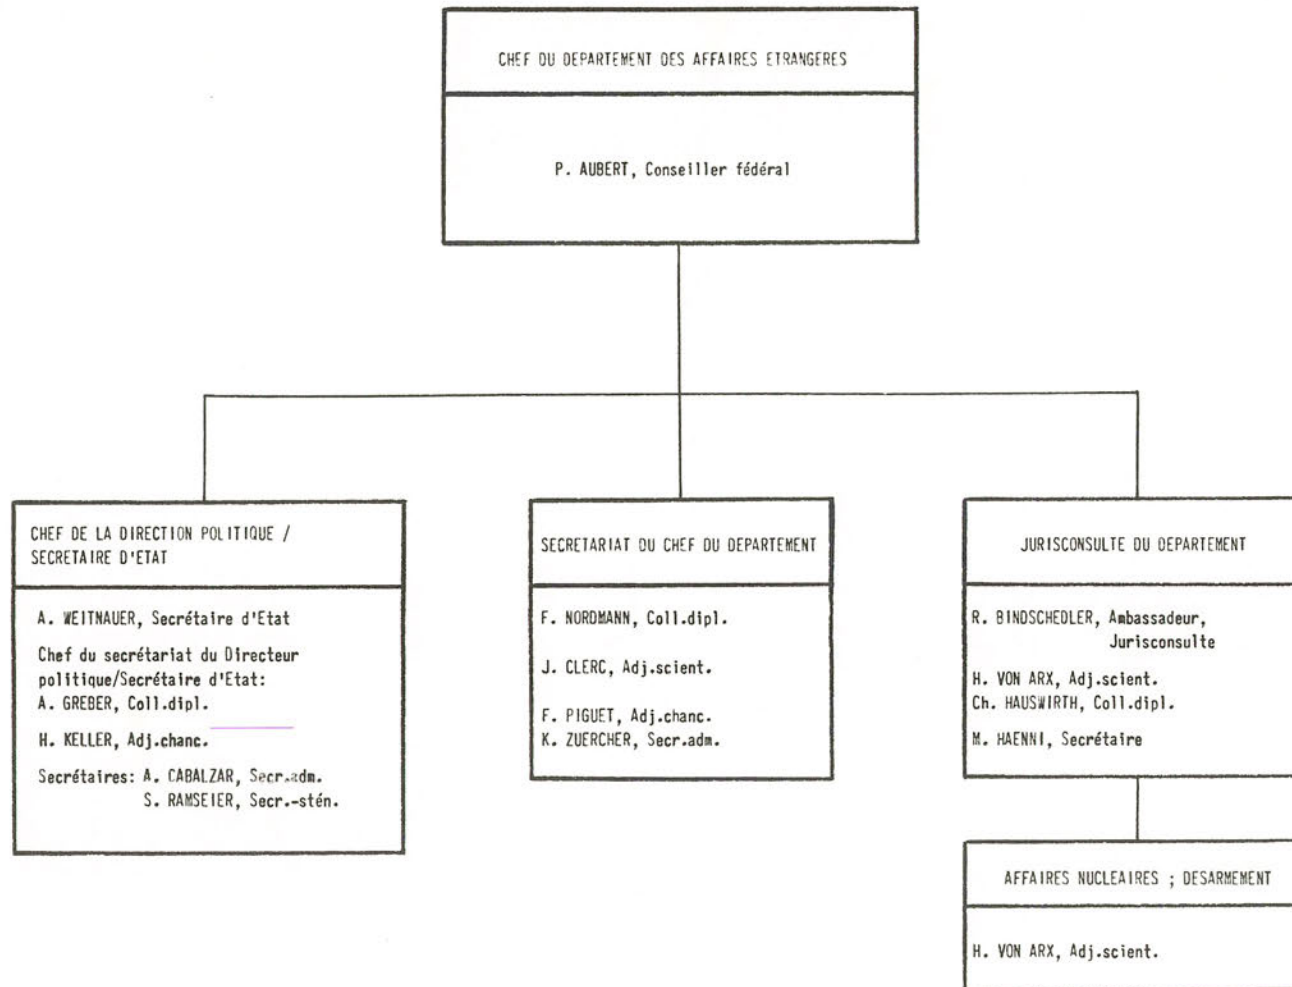 CHEF DU DEPARTEMENT DES AFFAIRES ETRANGERES
P. AUBERT, Conseiller fédéral
CHEF DE LA DIRECTION POLITIQUE /
SECRETAIRE D'ETAT
A. WEITNAUER, Secrétaire d'Etat
Chef du secrétariat du Directeur
politique/Secrétaire d'Etat:
A. GREBER, Coll.dipl.
H. KELLER, Adj.chanc.
Secrétaires: A. CABALZAR, Secr.adm.
S. RAMSEIER, Secr.-stén.
SECRETARIAT DU CHEF DU DEPARTEMENT
F. NORDMANN, Coll.dipl.
J. CLERC, Adj.scient.
F. PIGUET, Adj.chanc.
K. ZUERCHER, Secr.adm.
JURISCONSULTE DU DEPARTEMENT
R. BINDSCHEDLER, Ambassadeur,
Jurisconsulte
H. VON ARX, Adj.scient.
Ch. HAUSWIRTH, Coll.dipl.
M. HAENNI, Secrétaire
AFFAIRES NUCLEAIRES ; DESARMEMENT
H. VON ARX, Adj.scient.